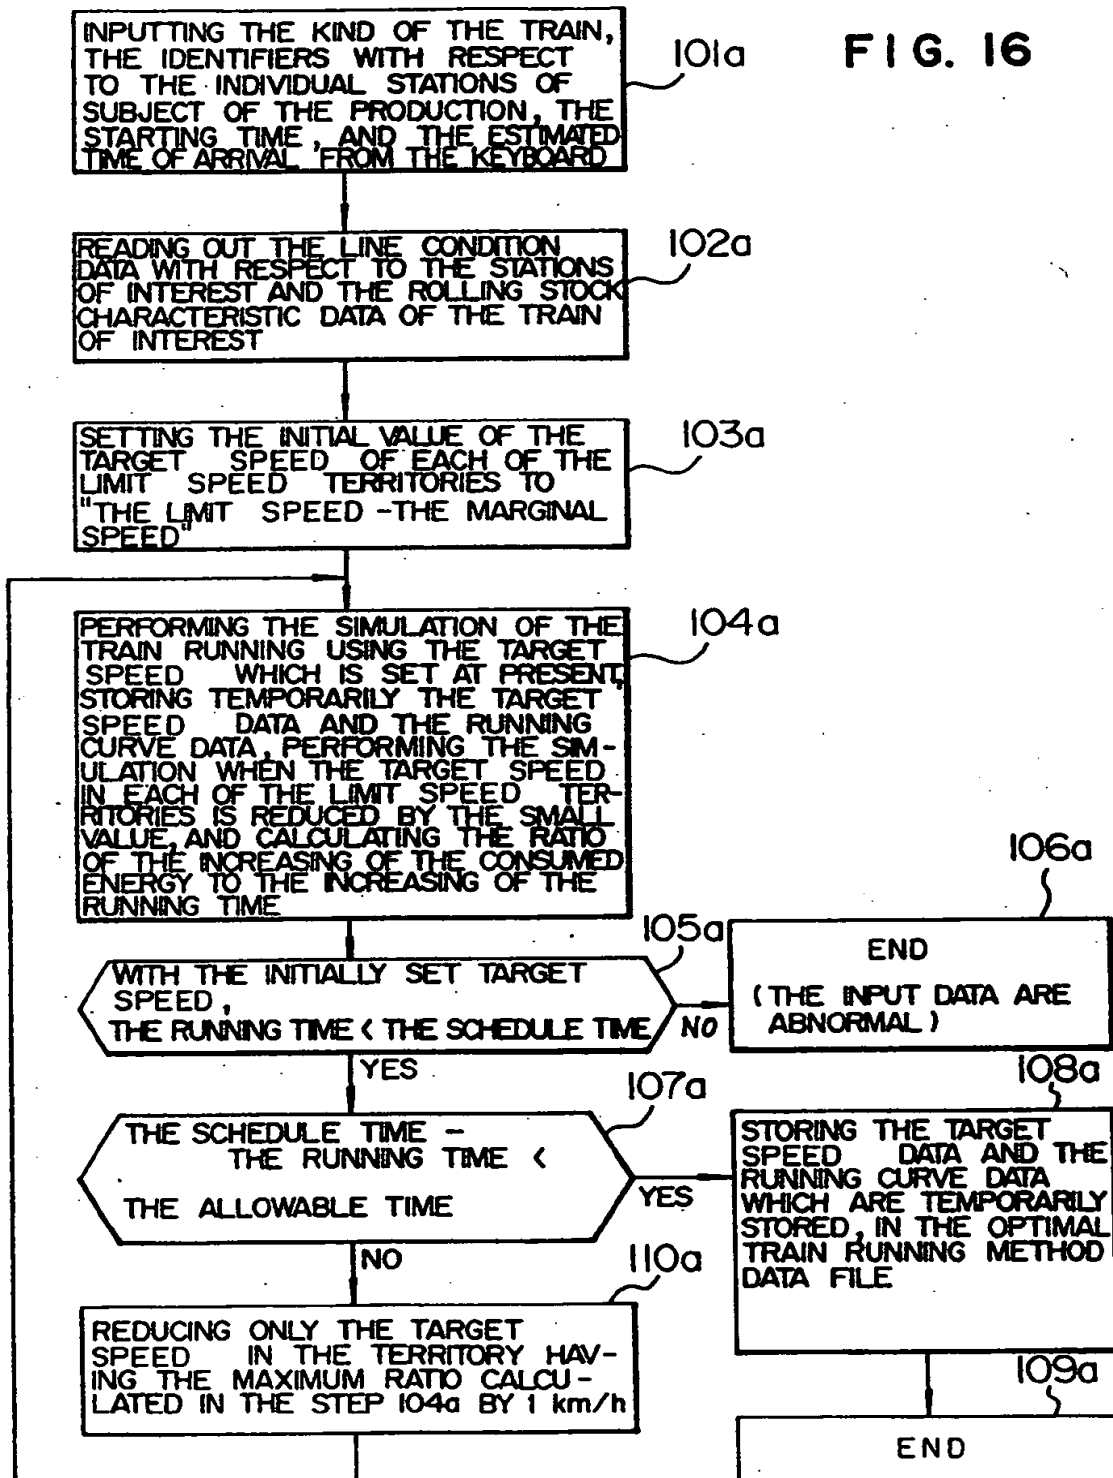 FIG. 16
INPUTTING THE KIND OF THE TRAIN,
THE IDENTIFIERS WITH RESPECT
TO THE INDIVIDUAL STATIONS OF
SUBJECT OF THE PRODUCTION, THE
STARTING TIME, AND THE ESTIMATED
TIME OF ARRIVAL FROM THE KEYBOARD
101a
READING OUT THE LINE CONDITION
DATA WITH RESPECT TO THE STATIONS
OF INTEREST AND THE ROLLING STOCK
CHARACTERISTIC DATA OF THE TRAIN
OF INTEREST
102a
SETTING THE INITIAL VALUE OF THE
TARGET SPEED OF EACH OF THE
LIMIT SPEED TERRITORIES TO
"THE LIMIT SPEED -THE MARGINAL
SPEED"
103a
PERFORMING THE SIMULATION OF THE
TRAIN RUNNING USING THE TARGET
SPEED WHICH IS SET AT PRESENT,
STORING TEMPORARILY THE TARGET
SPEED DATA AND THE RUNNING
CURVE DATA, PERFORMING THE SIM-
ULATION WHEN THE TARGET SPEED
IN EACH OF THE LIMIT SPEED TER-
RITORIES IS REDUCED BY THE SMALL
VALUE, AND CALCULATING THE RATIO
OF THE INCREASING OF THE CONSUMED
ENERGY TO THE INCREASING OF THE
RUNNING TIME
104a
WITH THE INITIALLY SET TARGET
SPEED,
THE RUNNING TIME < THE SCHEDULE TIME
105a
NO
END
(THE INPUT DATA ARE
ABNORMAL)
106a
YES
THE SCHEDULE TIME -
THE RUNNING TIME <
THE ALLOWABLE TIME
107a
YES
STORING THE TARGET
SPEED DATA AND THE
RUNNING CURVE DATA
WHICH ARE TEMPORARILY
STORED, IN THE OPTIMAL
TRAIN RUNNING METHOD
DATA FILE
108a
NO
REDUCING ONLY THE TARGET
SPEED IN THE TERRITORY HAV-
ING THE MAXIMUM RATIO CALCU-
LATED IN THE STEP 104a BY 1 km/h
110a
END
109a